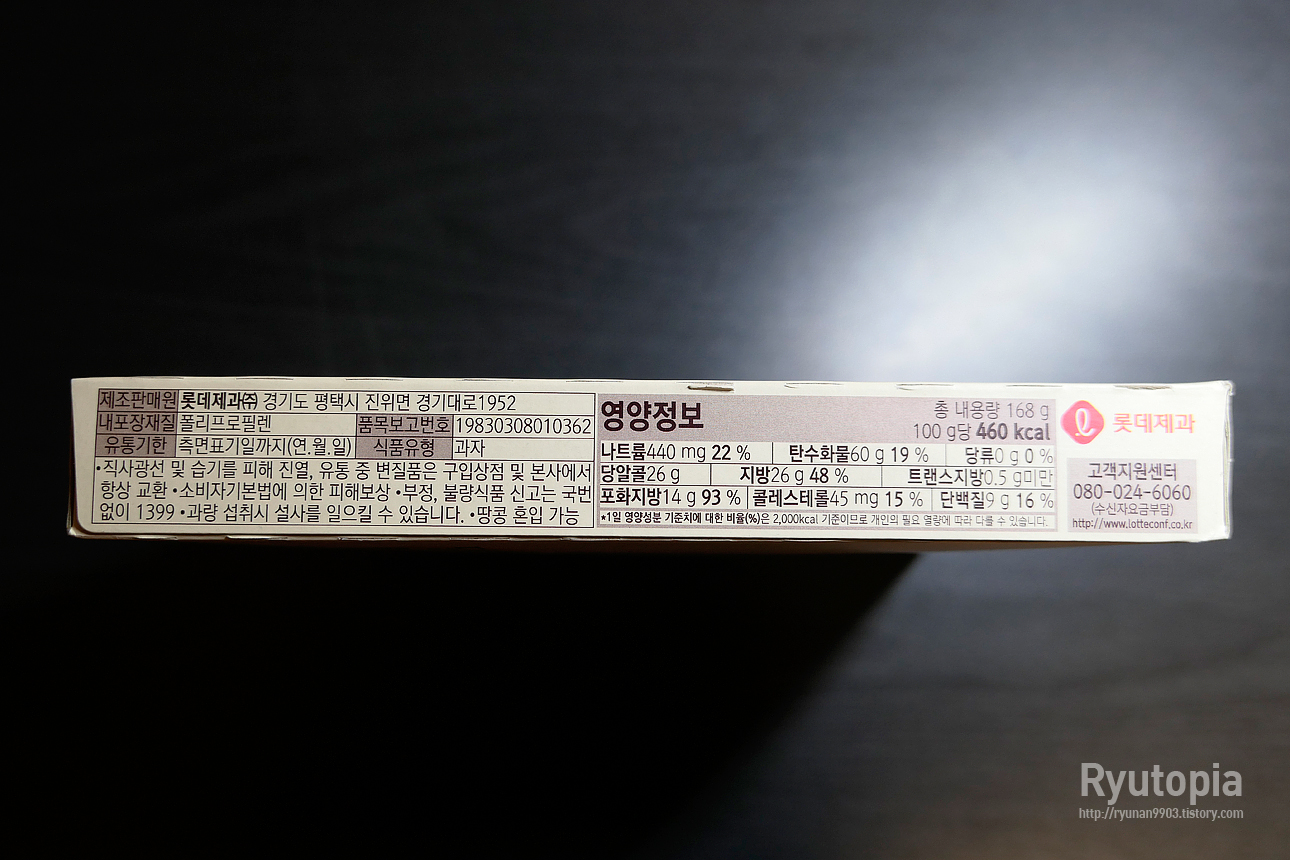 제조판매원 롯데제과㈜ 경기도 평택시 진위면 경기대로1952
내포장재질 폴리프로필렌 품목보고번호 19830308010362
유통기한 측면표기일까지(연.월.일) 식품유형 과자
•직사광선 및 습기를 피해 진열, 유통 중 변질품은 구입상점 및 본사에서
항상 교환 •소비자기본법에 의한 피해보상 •부정, 불량식품 신고는 국번
없이 1399 •과량 섭취시 설사를 일으킬 수 있습니다. •땅콩 혼입 가능
영양정보
총 내용량 168 g
100 g당 460 kcal
나트륨440 mg 22 % 탄수화물60 g 19 % 당류0 g 0 %
당알콜26 g 지방26 g 48 % 트랜스지방0.5 g미만
포화지방14 g 93 % 콜레스테롤45 mg 15 % 단백질9 g 16 %
*1일 영양성분 기준치에 대한 비율(%)은 2,000kcal 기준이므로 개인의 필요 열량에 따라 다를 수 있습니다.
롯데제과
고객지원센터
080-024-6060
(수신자요금부담)
http://www.lotteconf.co.kr
Ryutopia
http://ryunan9903.tistory.com